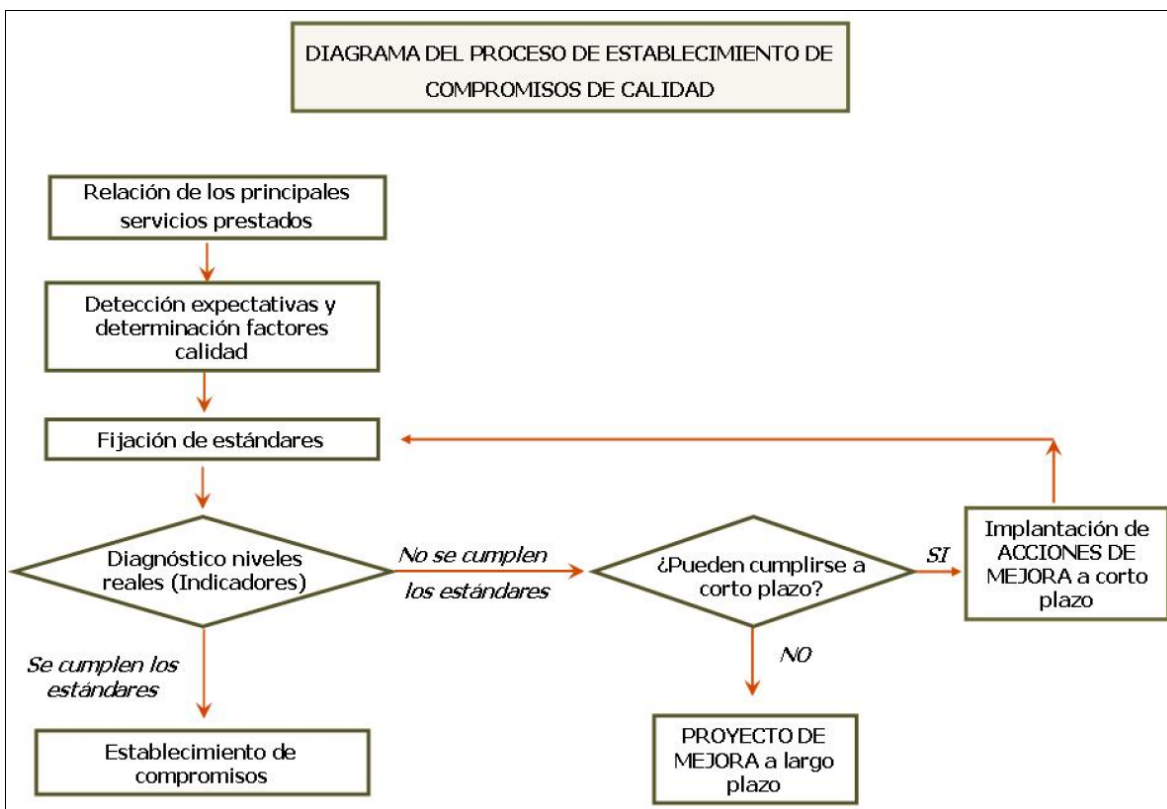 DIAGRAMA DEL PROCESO DE ESTABLECIMIENTO DE
COMPROMISOS DE CALIDAD
Relación de los principales
servicios prestados
Detección expectativas y
determinación factores
calidad
Fijación de estándares
Diagnóstico niveles
reales (Indicadores)
No se cumplen
los estándares
¿Pueden cumplirse a
corto plazo?
SI
Implantación de
ACCIONES DE
MEJORA a corto
plazo
Se cumplen los
estándares
NO
Establecimiento de
compromisos
PROYECTO DE
MEJORA a largo
plazo